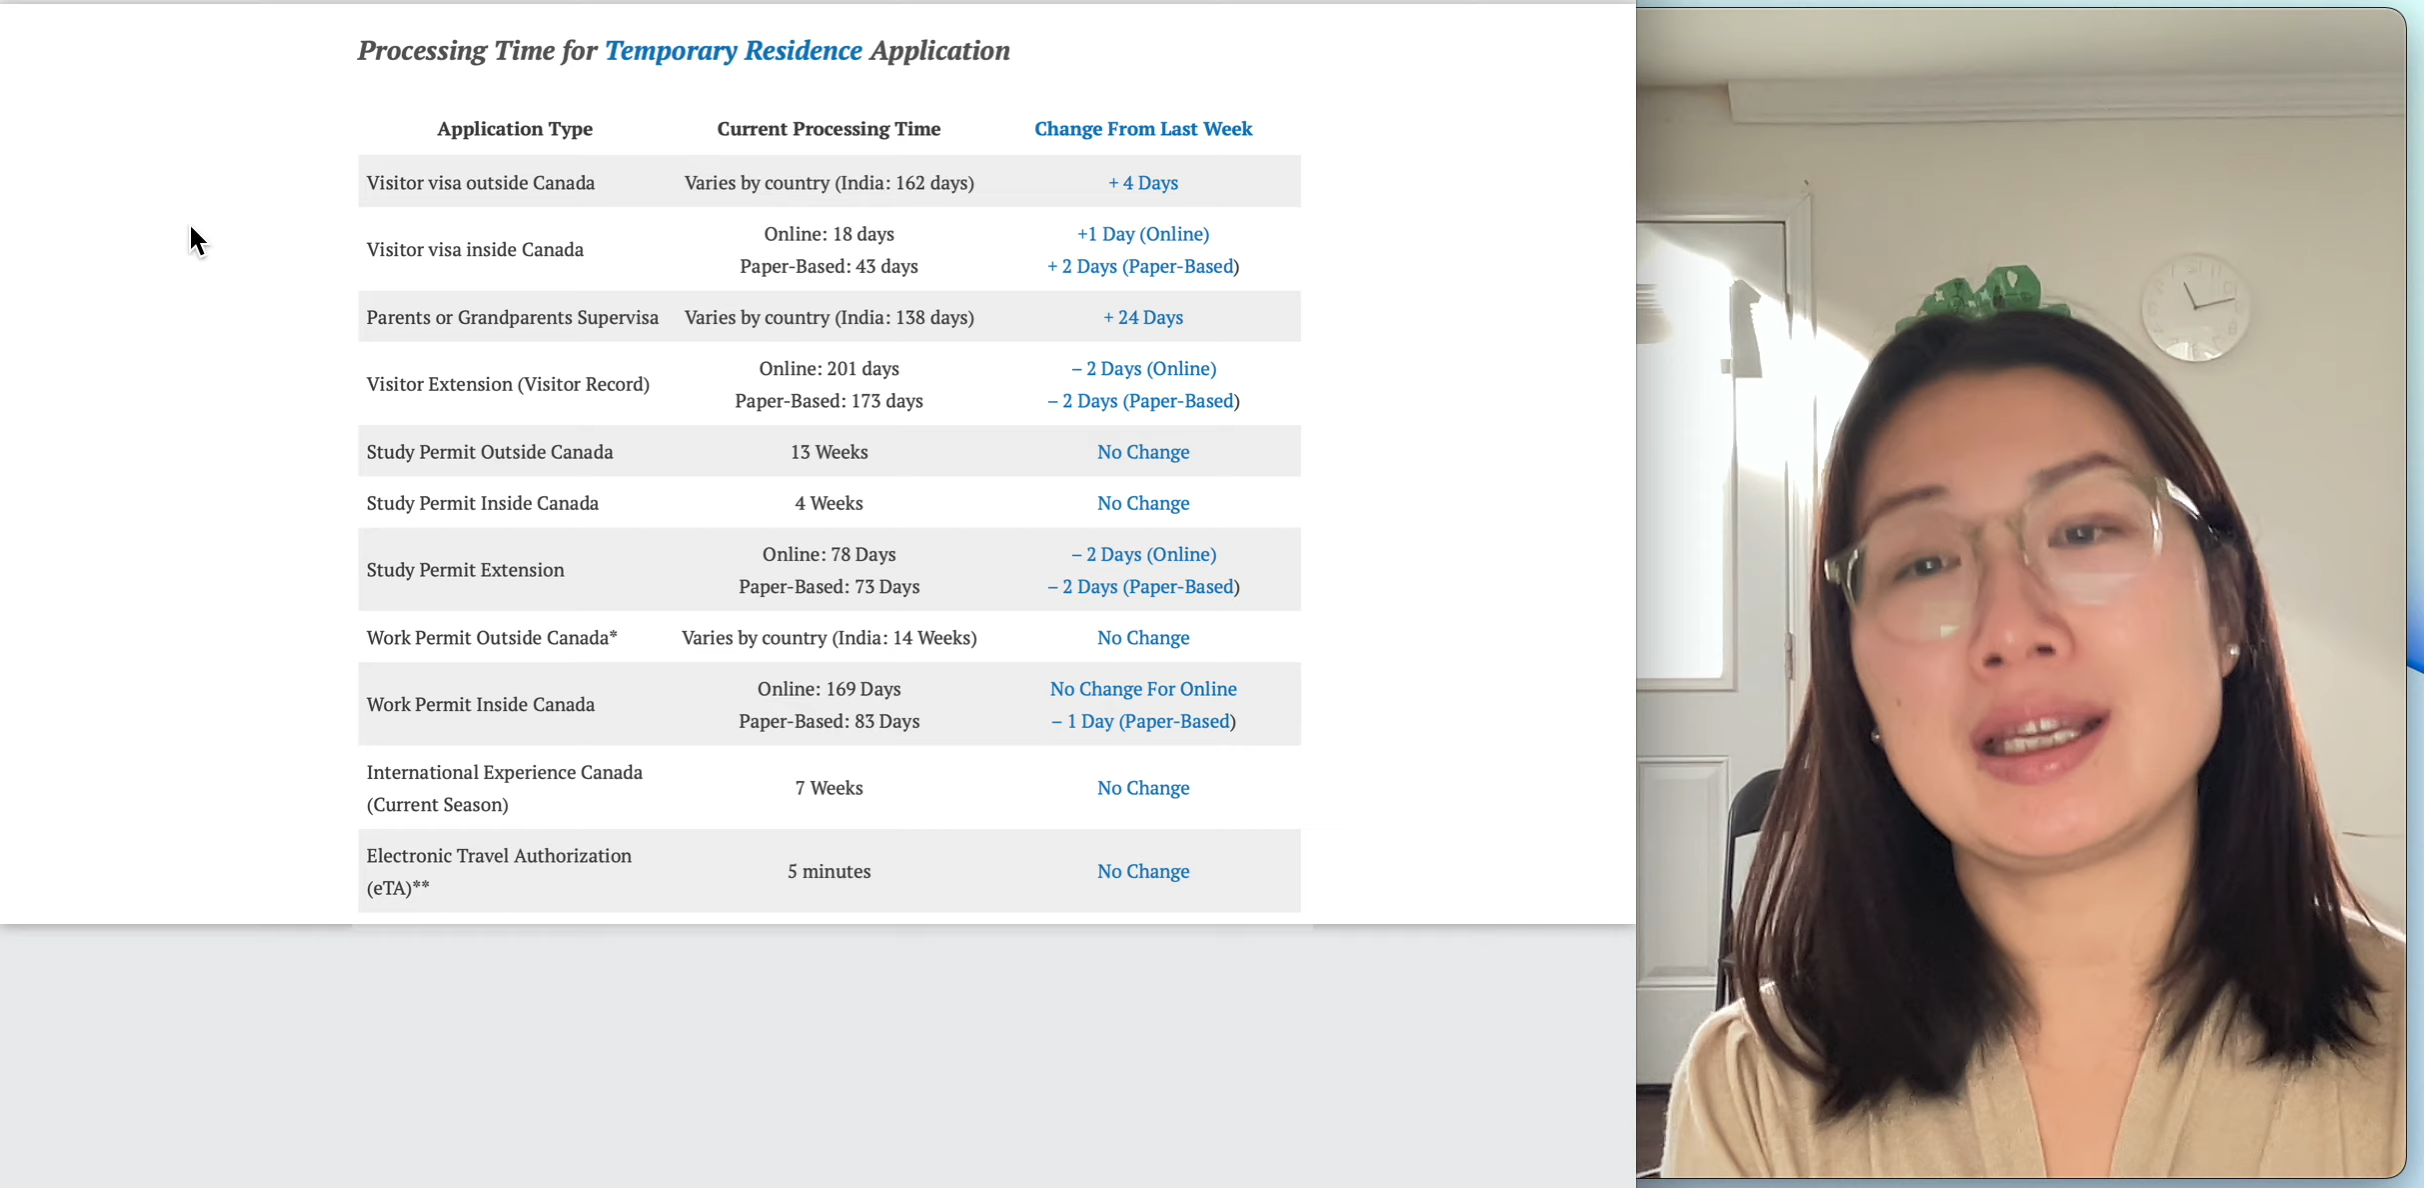 Processing Time for Temporary Residence Application
Application Type Current Processing Time Change From Last Week
Visitor visa outside Canada Varies by country (India: 162 days) + 4 Days
Visitor visa inside Canada
Online: 18 days
Paper-Based: 43 days
+1 Day (Online)
+ 2 Days (Paper-Based)
Parents or Grandparents Supervisa Varies by country (India: 138 days) + 24 Days
Visitor Extension (Visitor Record)
Online: 201 days
Paper-Based: 173 days
– 2 Days (Online)
– 2 Days (Paper-Based)
Study Permit Outside Canada 13 Weeks No Change
Study Permit Inside Canada 4 Weeks No Change
Study Permit Extension
Online: 78 Days
Paper-Based: 73 Days
– 2 Days (Online)
– 2 Days (Paper-Based)
Work Permit Outside Canada* Varies by country (India: 14 Weeks) No Change
Work Permit Inside Canada
Online: 169 Days
Paper-Based: 83 Days
No Change For Online
– 1 Day (Paper-Based)
International Experience Canada
(Current Season)
7 Weeks
No Change
Electronic Travel Authorization
(eTA)**
5 minutes
No Change